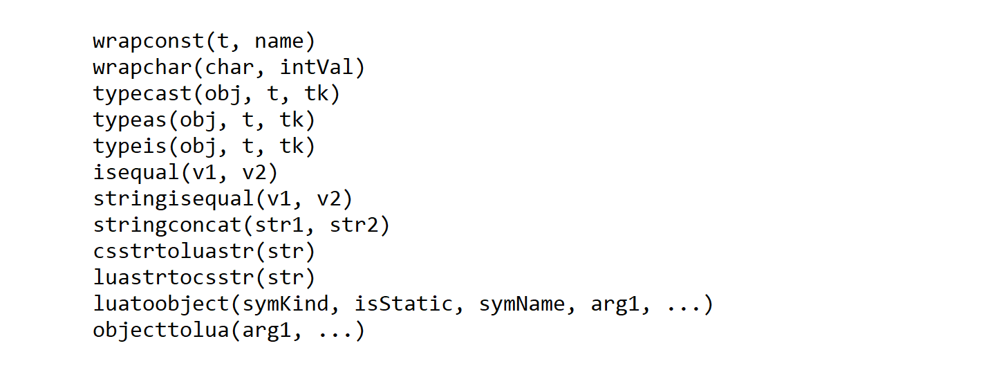 wrapconst(t, name)
wrapchar(char, intVal)
typecast(obj, t, tk)
typeas(obj, t, tk)
typeis(obj, t, tk)
isequal(v1, v2)
stringisequal(v1, v2)
stringconcat(str1, str2)
csstrtoluastr(str)
luastrtocsstr(str)
luatoobject(symKind, isStatic, symName, arg1, ...)
objecttolua(arg1, ...)